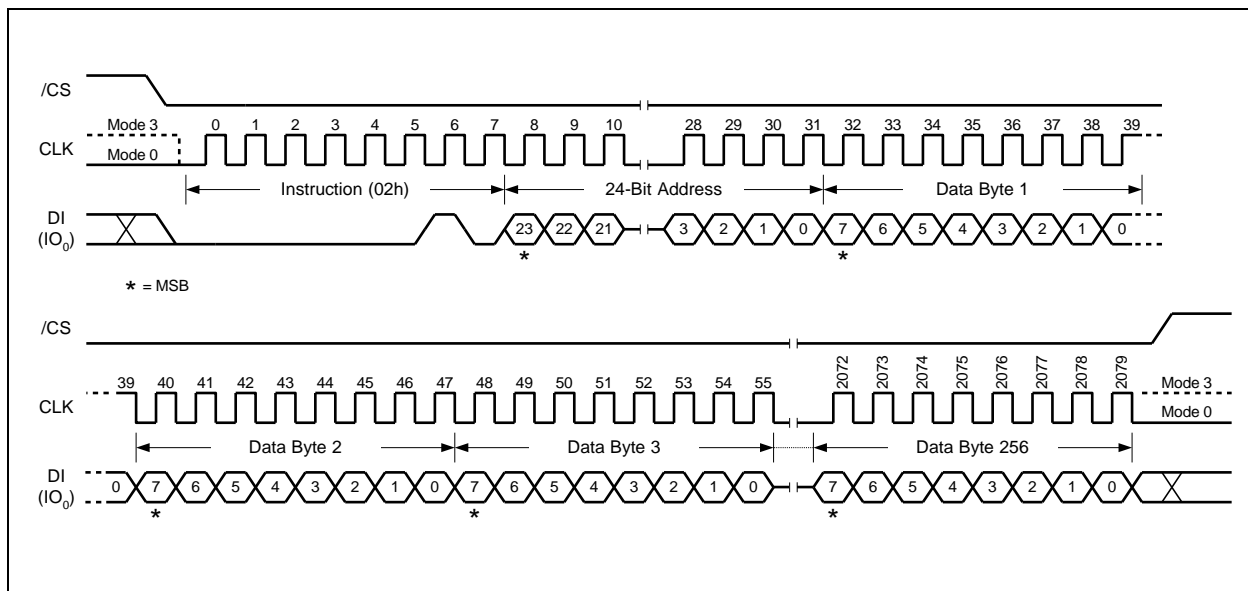 /CS
Mode 3 0 1 2 3 4 5 6 7 8 9 10 28 29 30 31 32 33 34 35 36 37 38 39
CLK Mode 0
Instruction (02h) 24-Bit Address Data Byte 1
DI
(IO0) 23 22 21 3 2 1 0 7 6 5 4 3 2 1 0
* *
* = MSB
/CS
39 40 41 42 43 44 45 46 47 48 49 50 51 52 53 54 55 2072 2073 2074 2075 2076 2077 2078 2079 Mode 3
CLK Mode 0
Data Byte 2 Data Byte 3 Data Byte 256
DI
(IO0) 0 7 6 5 4 3 2 1 0 7 6 5 4 3 2 1 0 7 6 5 4 3 2 1 0
* * *